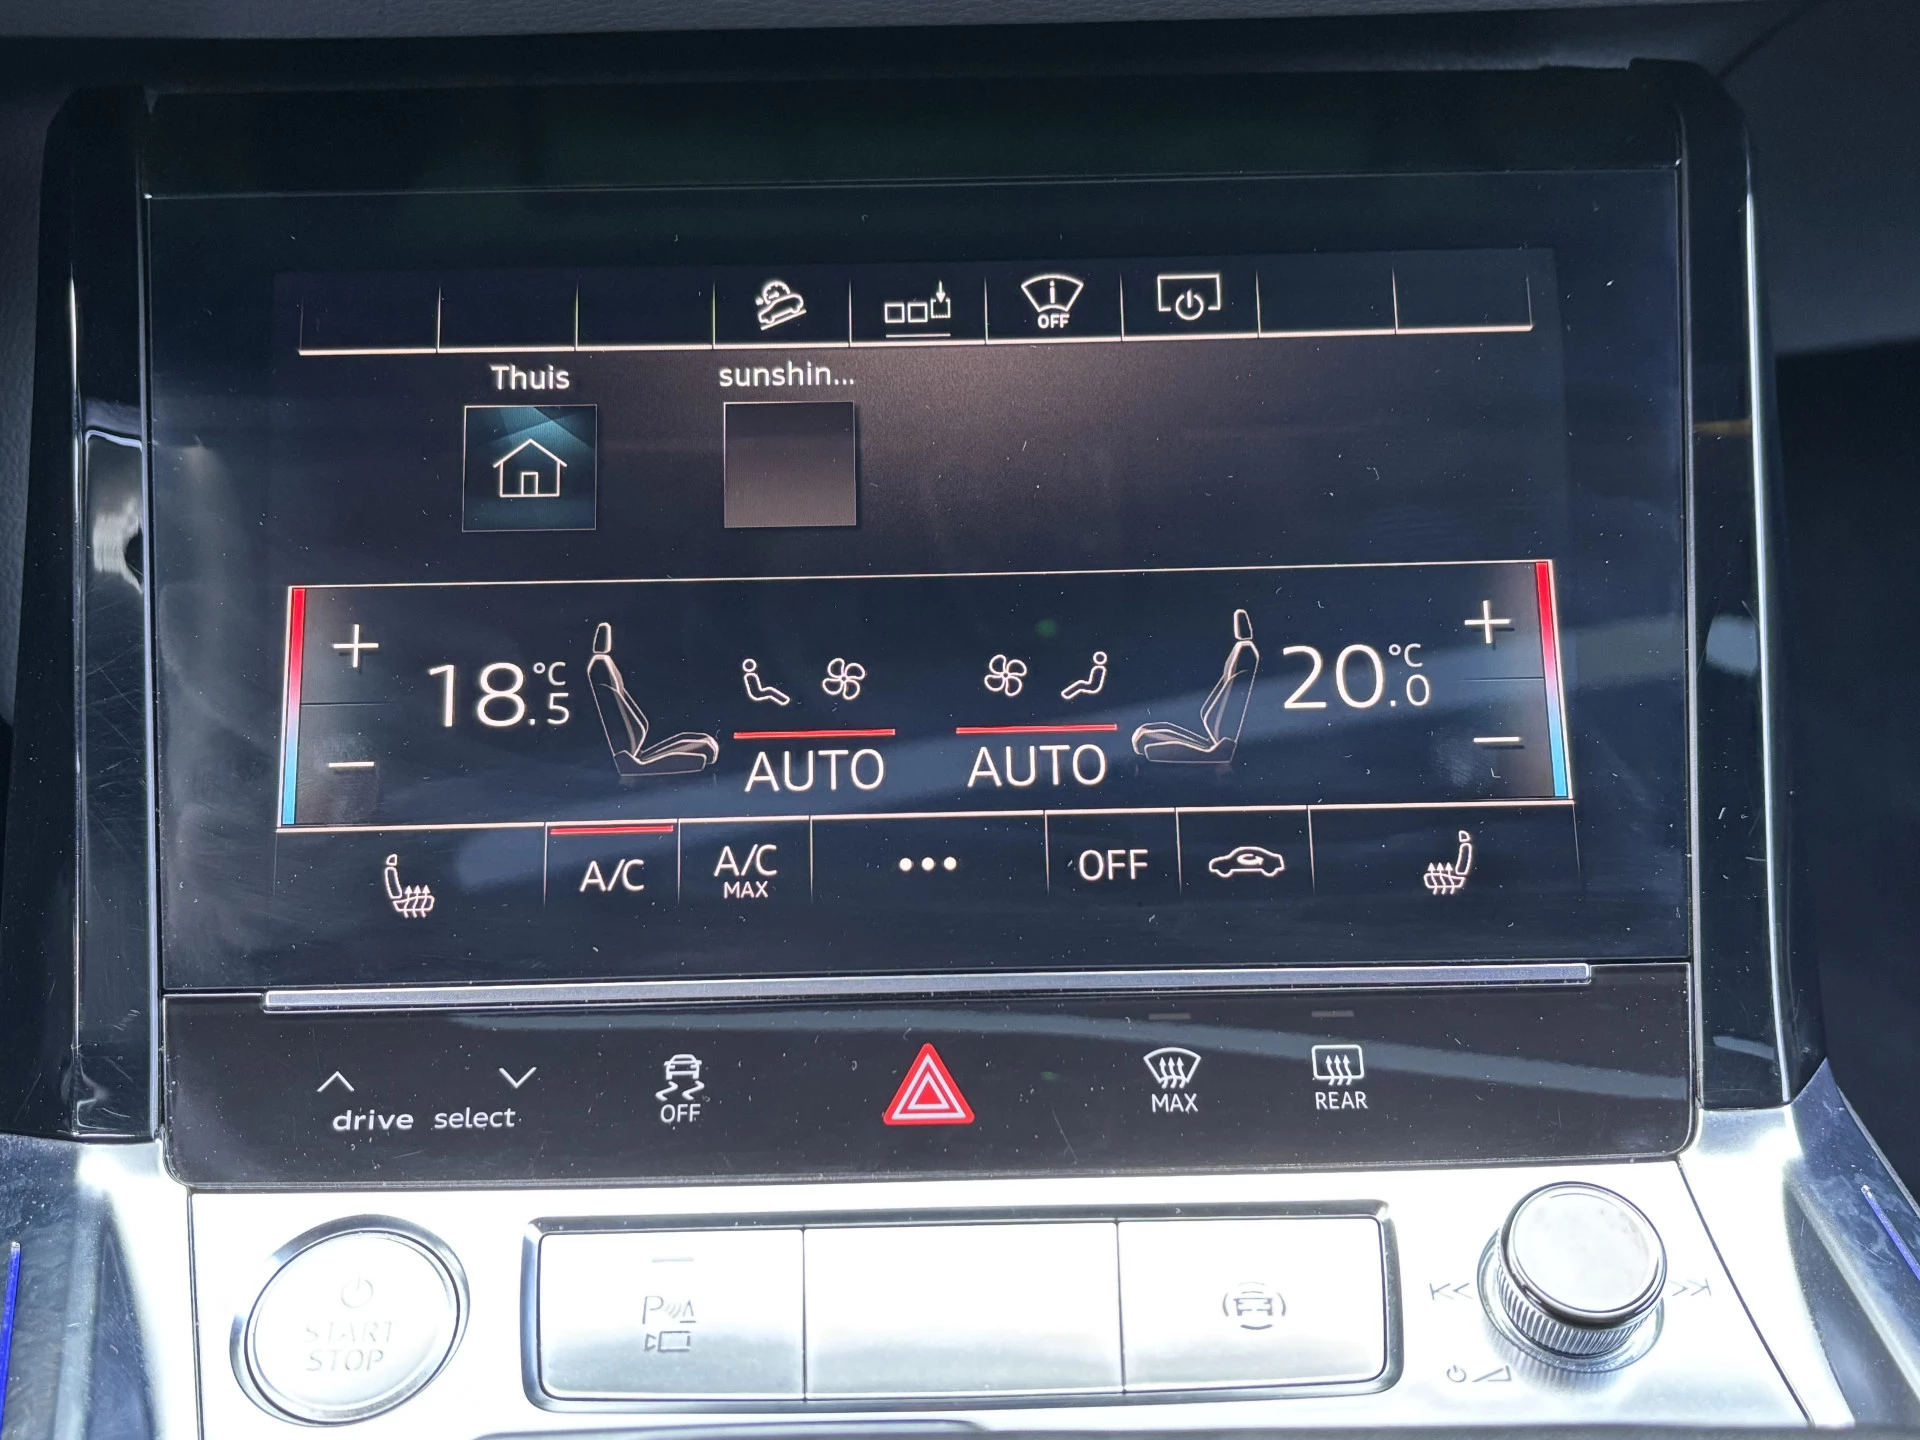 OFF
Thuis
sunshin...
18.5 °C
20.0 °C
AUTO
AUTO
A/C
A/C
MAX
OFF
drive select
OFF
MAX
REAR
START
STOP
P